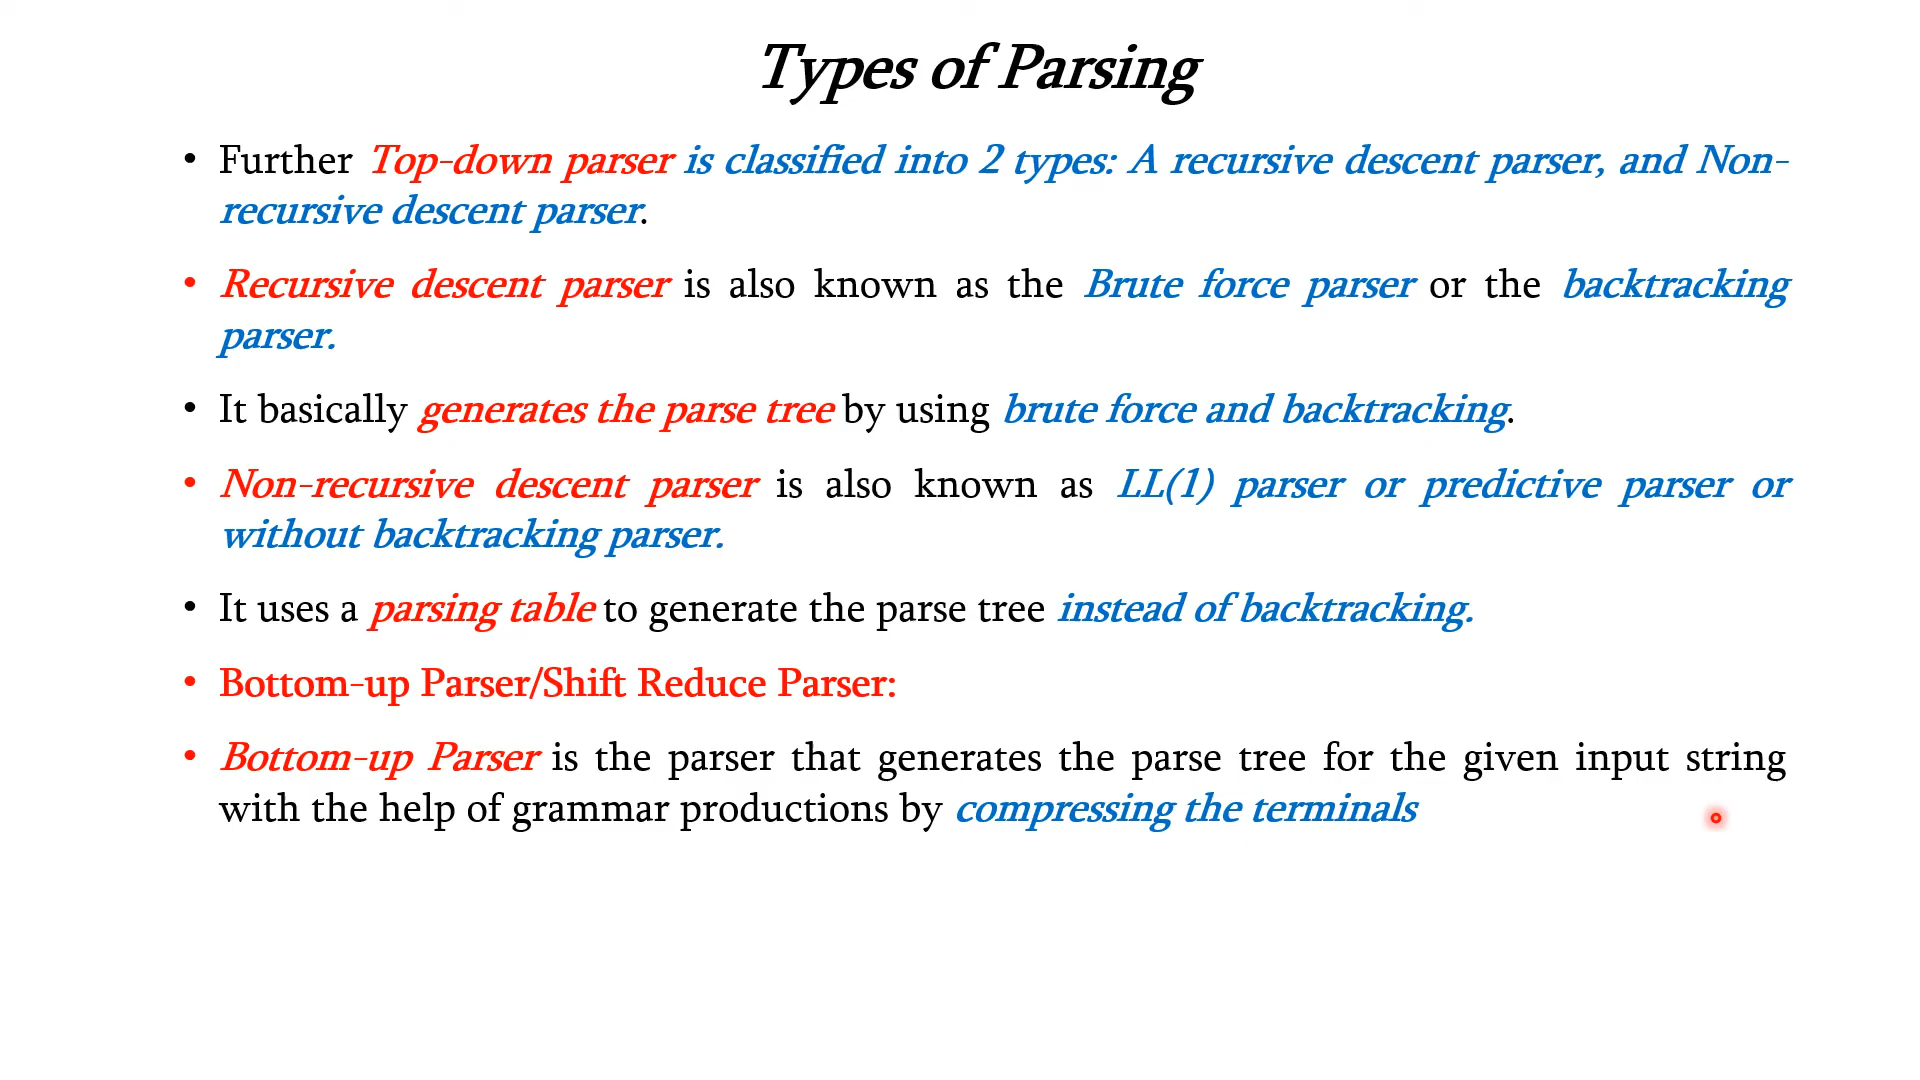 Types of Parsing
• Further Top-down parser is classified into 2 types: A recursive descent parser, and Non-
recursive descent parser.
• Recursive descent parser is also known as the Brute force parser or the backtracking
parser.
• It basically generates the parse tree by using brute force and backtracking.
• Non-recursive descent parser is also known as LL(1) parser or predictive parser or
without backtracking parser.
• It uses a parsing table to generate the parse tree instead of backtracking.
• Bottom-up Parser/Shift Reduce Parser:
• Bottom-up Parser is the parser that generates the parse tree for the given input string
with the help of grammar productions by compressing the terminals